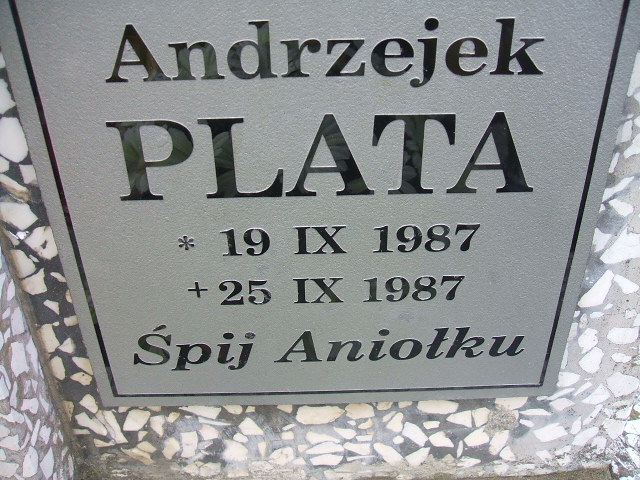 Andrzejek
PLATA
* 19 IX 1987
+ 25 IX 1987
Śpij Aniołku